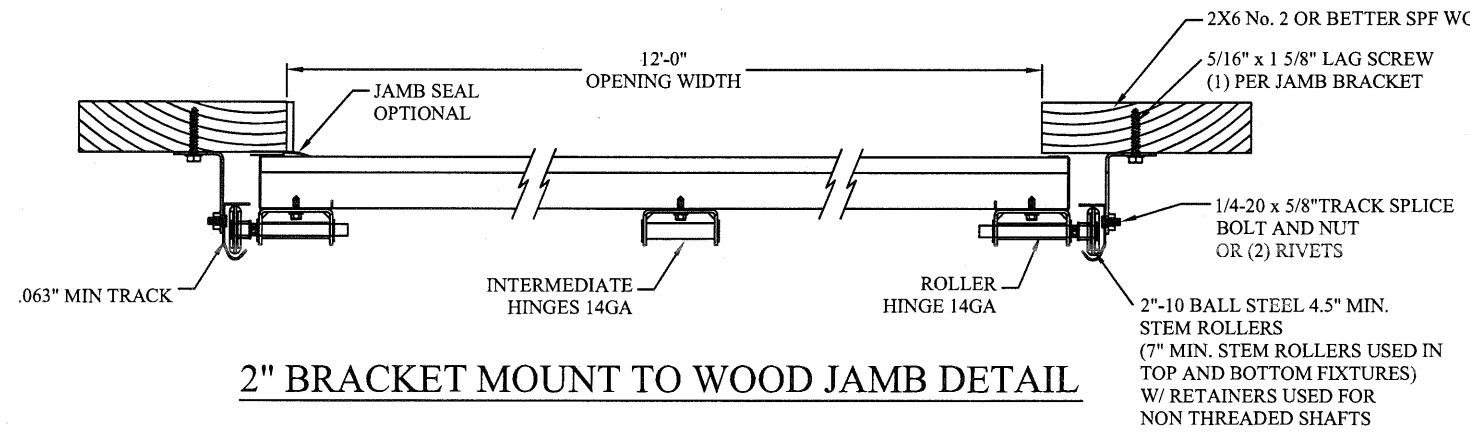 2X6 No. 2 OR BETTER SPF
12'-0"
OPENING WIDTH
5/16" x 1 5/8" LAG SCREW
(1) PER JAMB BRACKET
JAMB SEAL
OPTIONAL
1/4-20 x 5/8"TRACK SPLICE
BOLT AND NUT
OR (2) RIVETS
.063" MIN TRACK
INTERMEDIATE
HINGES 14GA
ROLLER
HINGE 14GA
2"-10 BALL STEEL 4.5" MIN.
STEM ROLLERS
(7" MIN. STEM ROLLERS USED IN
TOP AND BOTTOM FIXTURES)
W/ RETAINERS USED FOR
NON THREADED SHAFTS
2" BRACKET MOUNT TO WOOD JAMB DETAIL